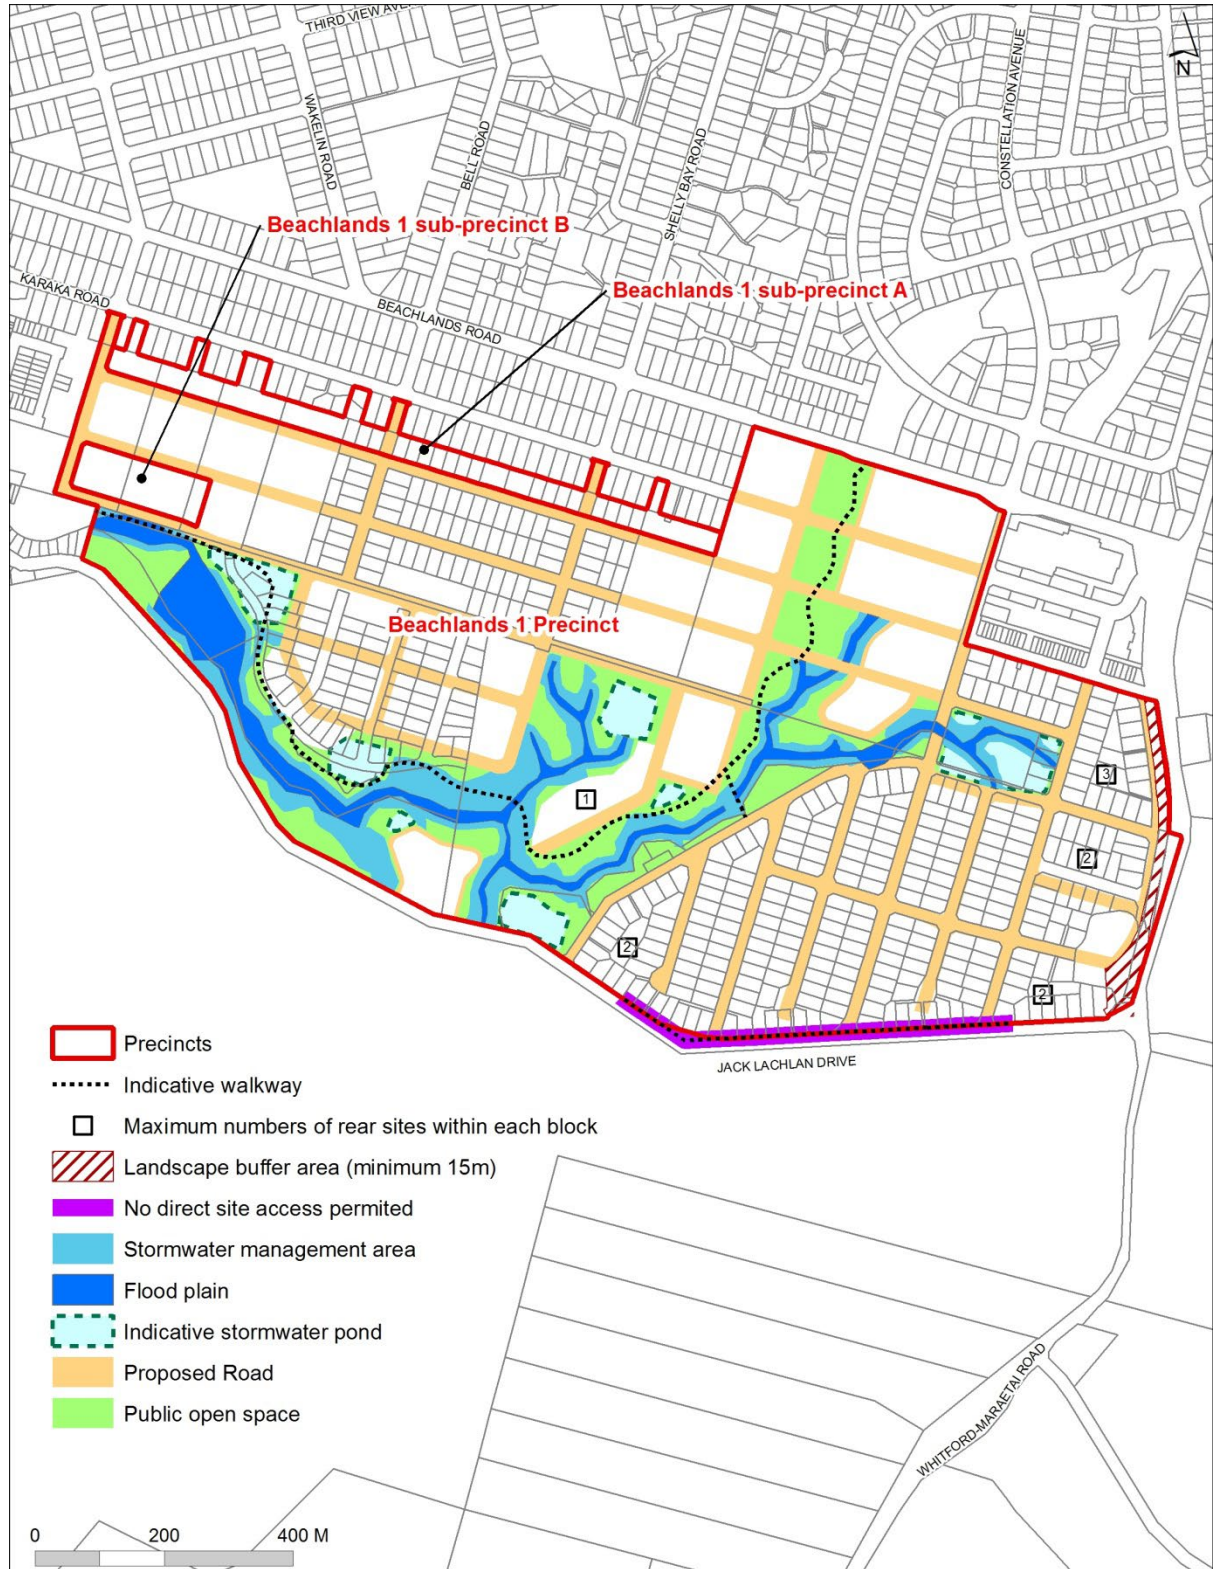 THIRD VIEW AVE
CONSTELLATION AVENUE
N
WAKELIN ROAD
BELL ROAD
SHELLY BAY ROAD
Beachlands 1 sub-precinct B
KARAKA ROAD
Beachlands 1 sub-precinct A
BEACHLANDS ROAD
Beachlands 1 Precinct
3
1
2
2
2
JACK LACHLAN DRIVE
Precincts
Indicative walkway
Maximum numbers of rear sites within each block
Landscape buffer area (minimum 15m)
No direct site access permited
Stormwater management area
Flood plain
Indicative stormwater pond
Proposed Road
Public open space
WHITFORD-MARAETAI ROAD
0 200 400 M